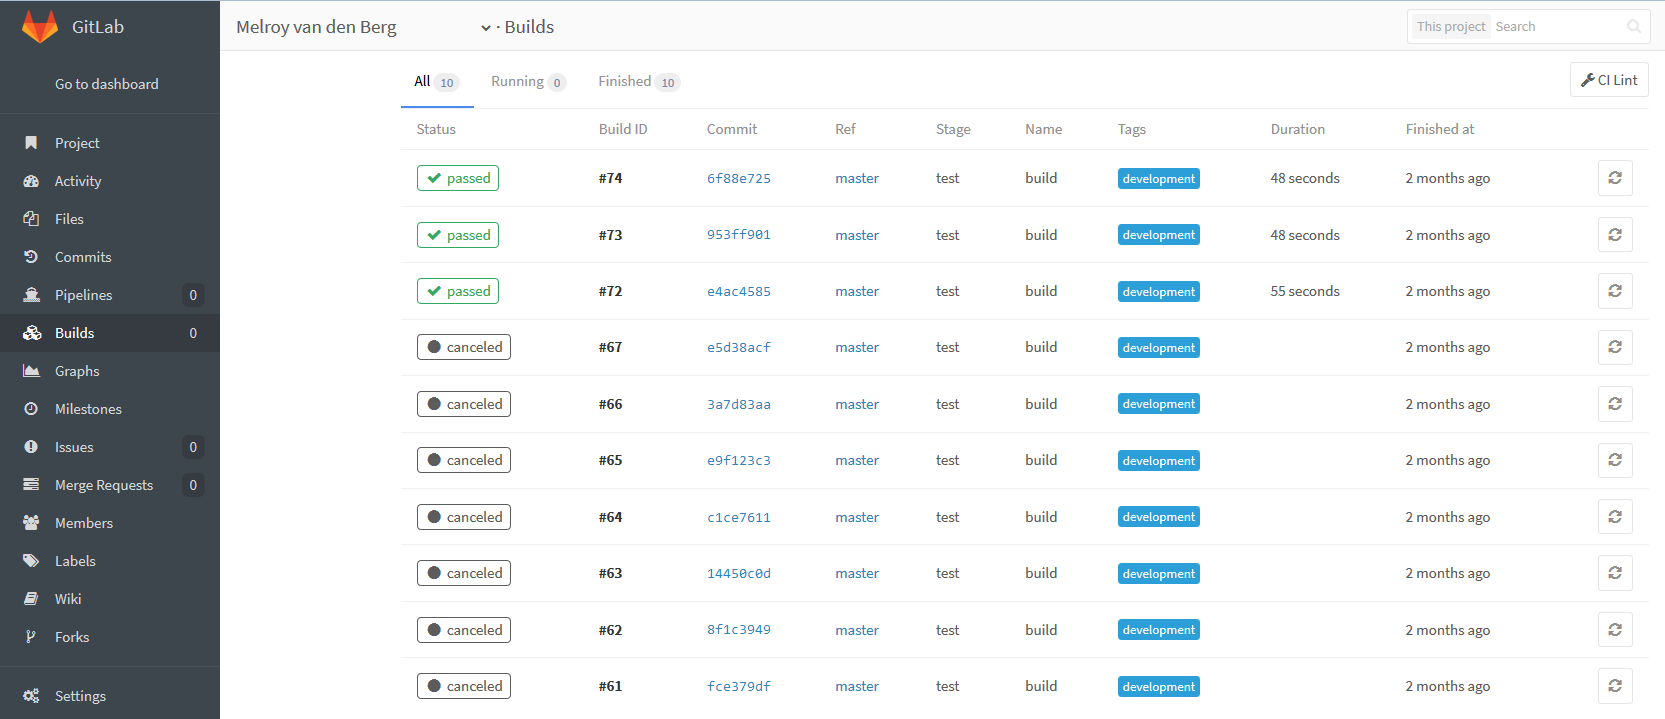 GitLab
Go to dashboard
Project
Activity
Files
Commits
Pipelines 0
Builds 0
Graphs
Milestones
Issues 0
Merge Requests 0
Members
Labels
Wiki
Forks
Settings
Melroy van den Berg · Builds
This project Search
All 10 Running 0 Finished 10
CI Lint
Status Build ID Commit Ref Stage Name Tags Duration Finished at
passed #74 6f88e725 master test build development 48 seconds 2 months ago
passed #73 953ff901 master test build development 48 seconds 2 months ago
passed #72 e4ac4585 master test build development 55 seconds 2 months ago
canceled #67 e5d38acf master test build development 2 months ago
canceled #66 3a7d83aa master test build development 2 months ago
canceled #65 e9f123c3 master test build development 2 months ago
canceled #64 c1ce7611 master test build development 2 months ago
canceled #63 14450c0d master test build development 2 months ago
canceled #62 8f1c3949 master test build development 2 months ago
canceled #61 fce379df master test build development 2 months ago